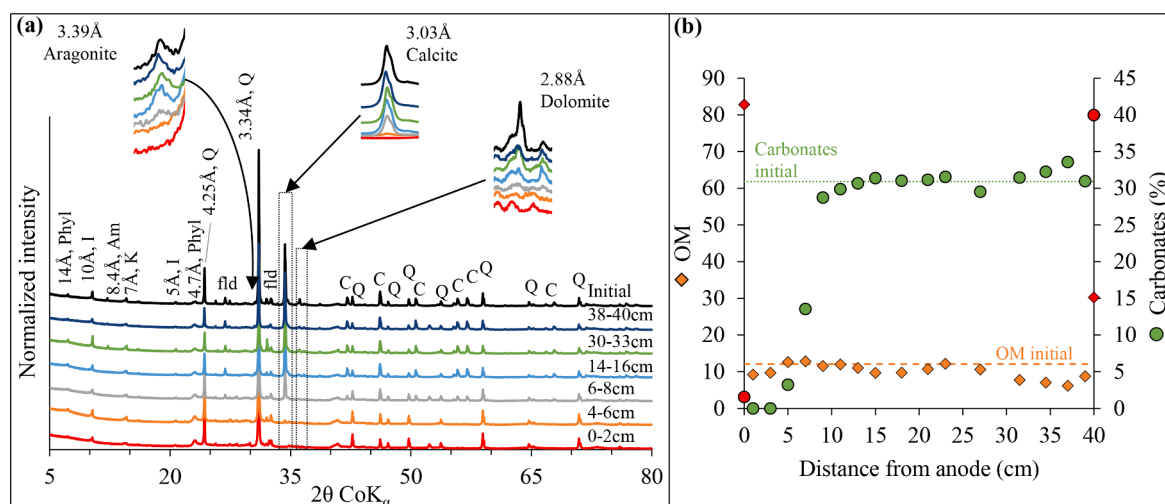 (a)
3.39Å
Aragonite
3.03Å
Calcite
2.88Å
Dolomite
Normalized intensity
14Å, Phyl
10Å, I
8.4Å, Am
7Å, K
5Å, I
4.7Å, Phyl
4.25Å, Q
fld
3.34Å, Q
fld
C
Q
C
Q
Q
C
Q
C
C
Q
Q
C
Q
Initial
38-40cm
30-33cm
14-16cm
6-8cm
4-6cm
0-2cm
5 20 35 50 65 80
2θ CoKα
(b)
OM
90
80
70
60
50
40
30
20
10
0
Carbonates
initial
OM initial
45
40
35
30
25
20
15
10
5
0
Carbonates (%)
0 5 10 15 20 25 30 35 40
Distance from anode (cm)